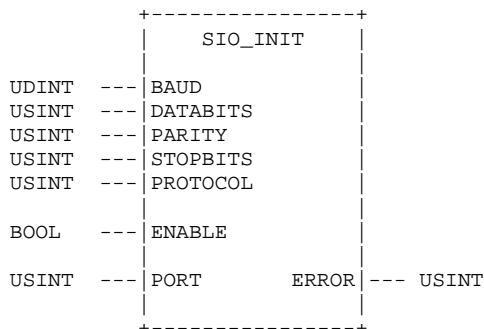 SIO_INIT
UDINT ---|BAUD
USINT ---|DATABITS
USINT ---|PARITY
USINT ---|STOPBITS
USINT ---|PROTOCOL
BOOL ---|ENABLE
USINT ---|PORT ERROR|--- USINT